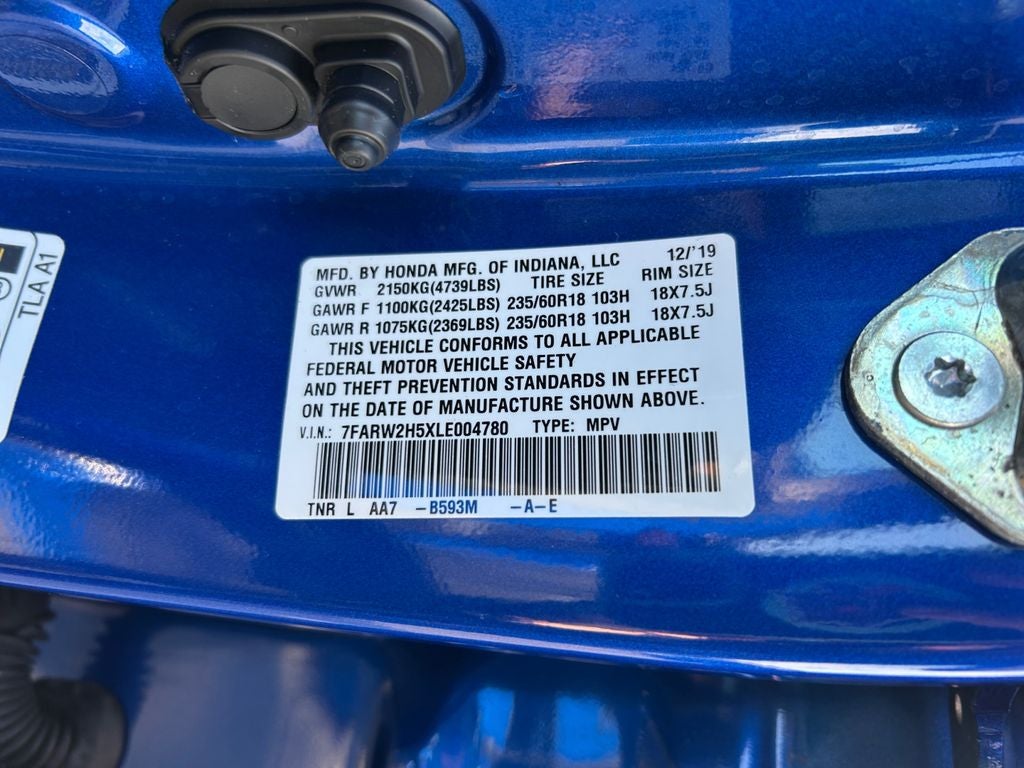 MFD. BY HONDA MFG. OF INDIANA, LLC 12/'19
GVWR 2150KG(4739LBS) TIRE SIZE RIM SIZE
GAWR F 1100KG(2425LBS) 235/60R18 103H 18X7.5J
GAWR R 1075KG(2369LBS) 235/60R18 103H 18X7.5J
THIS VEHICLE CONFORMS TO ALL APPLICABLE
FEDERAL MOTOR VEHICLE SAFETY
AND THEFT PREVENTION STANDARDS IN EFFECT
ON THE DATE OF MANUFACTURE SHOWN ABOVE.
V.I.N.: 7FARW2H5XLE004780 TYPE: MPV
TNR L AA7 -B593M -A-E
TLA A1